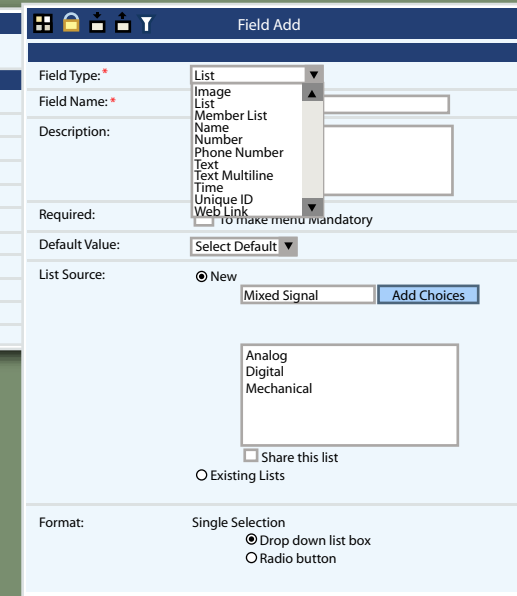 Field Add
Field Type:* List
Image
List
Member List
Name
Number
Phone Number
Text
Text Multiline
Time
Unique ID
Web Link
Field Name: *
Description:
Required: To make menu Mandatory
Default Value: Select Default
List Source: New
Mixed Signal Add Choices
Analog
Digital
Mechanical
Share this list
Existing Lists
Format: Single Selection
Drop down list box
Radio button